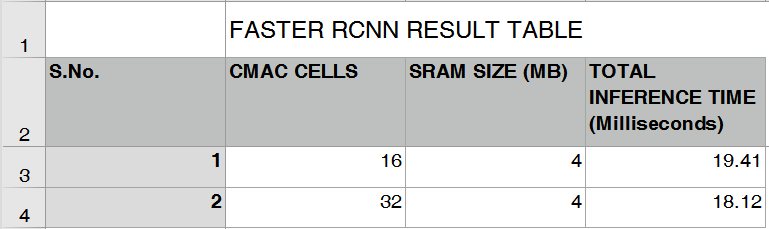 1 FASTER RCNN RESULT TABLE
2 S.No. CMAC CELLS SRAM SIZE (MB) TOTAL
INFERENCE TIME
(Milliseconds)
3 1 16 4 19.41
4 2 32 4 18.12